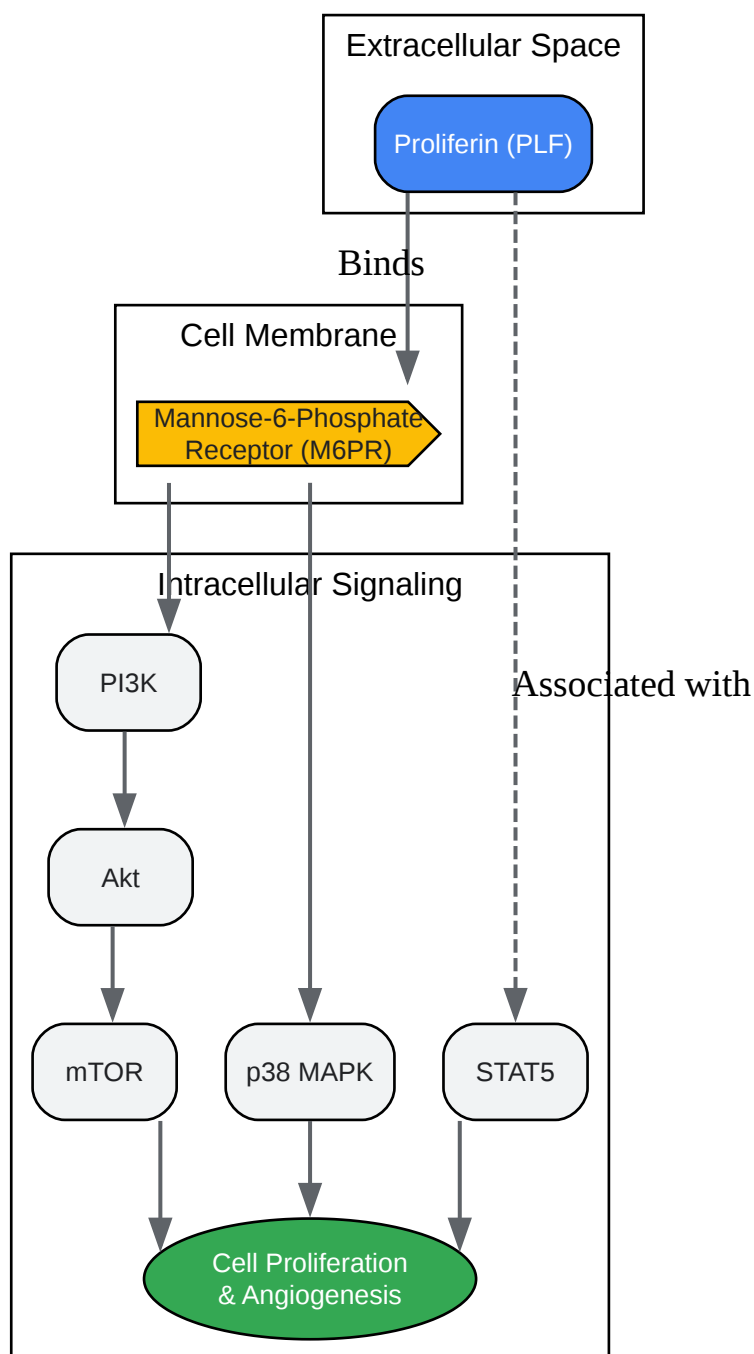 Extracellular Space
Proliferin (PLF)
Binds
Cell Membrane
Mannose-6-Phosphate
Receptor (M6PR)
Intracellular Signaling
PI3K
Associated with
Akt
mTOR
p38 MAPK
STAT5
Cell Proliferation
& Angiogenesis